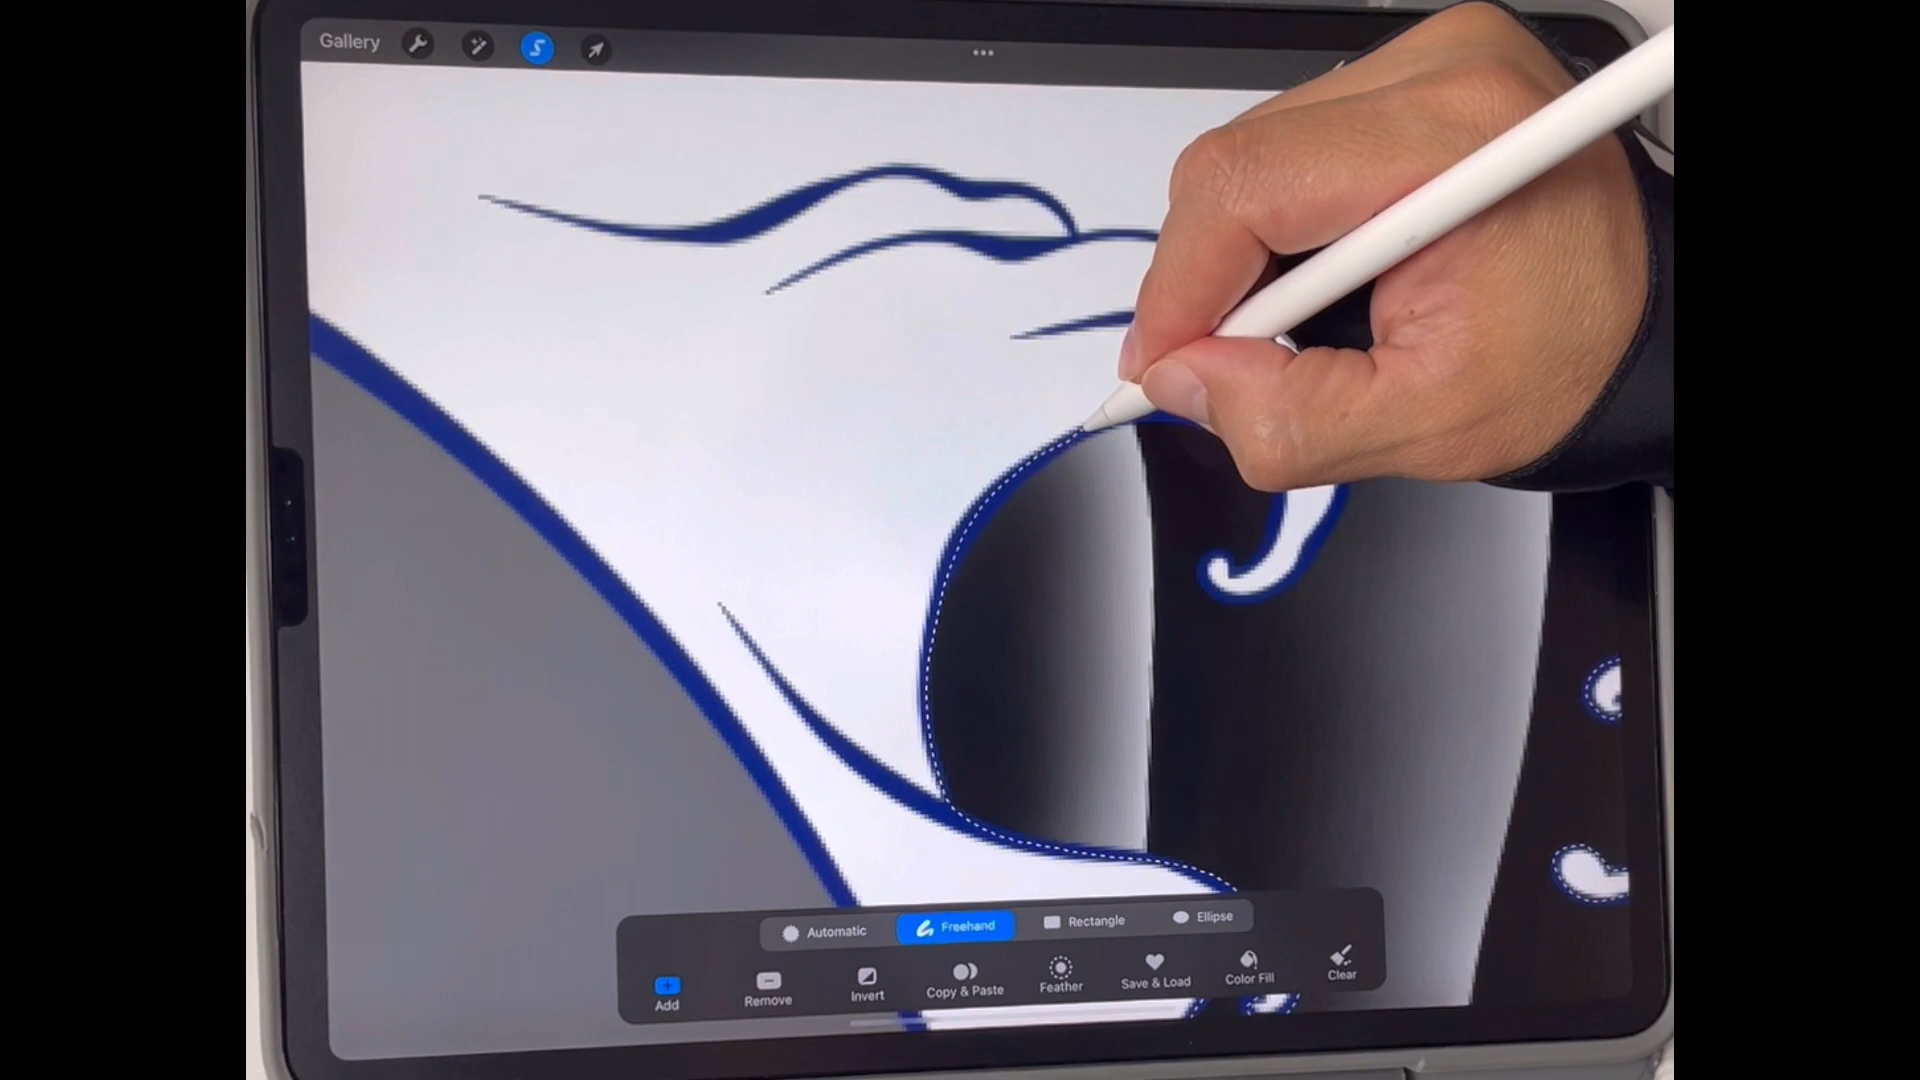 Gallery
Automatic
Freehand
Rectangle
Ellipse
Add
Remove
Invert
Copy & Paste
Feather
Save & Load
Color Fill
Clear